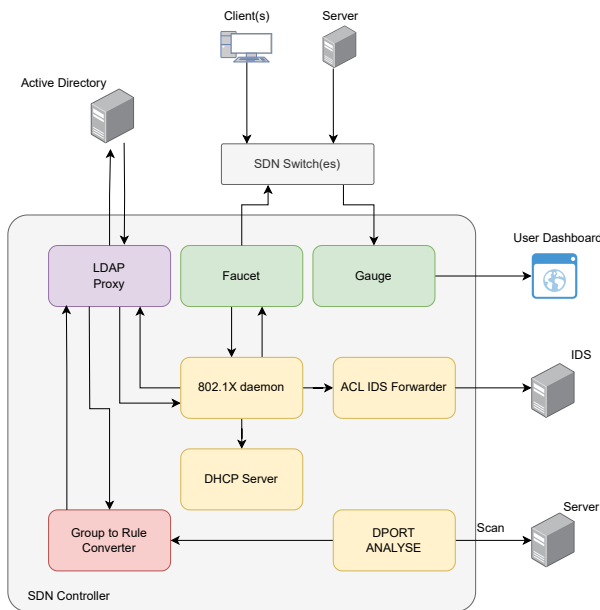 Client(s)
Server
Active Directory
SDN Switch(es)
User Dashboard
LDAP
Proxy
Faucet
Gauge
IDS
802.1X daemon
ACL IDS Forwarder
DHCP Server
Server
Group to Rule
Converter
DPORT
ANALYSE
Scan
SDN Controller